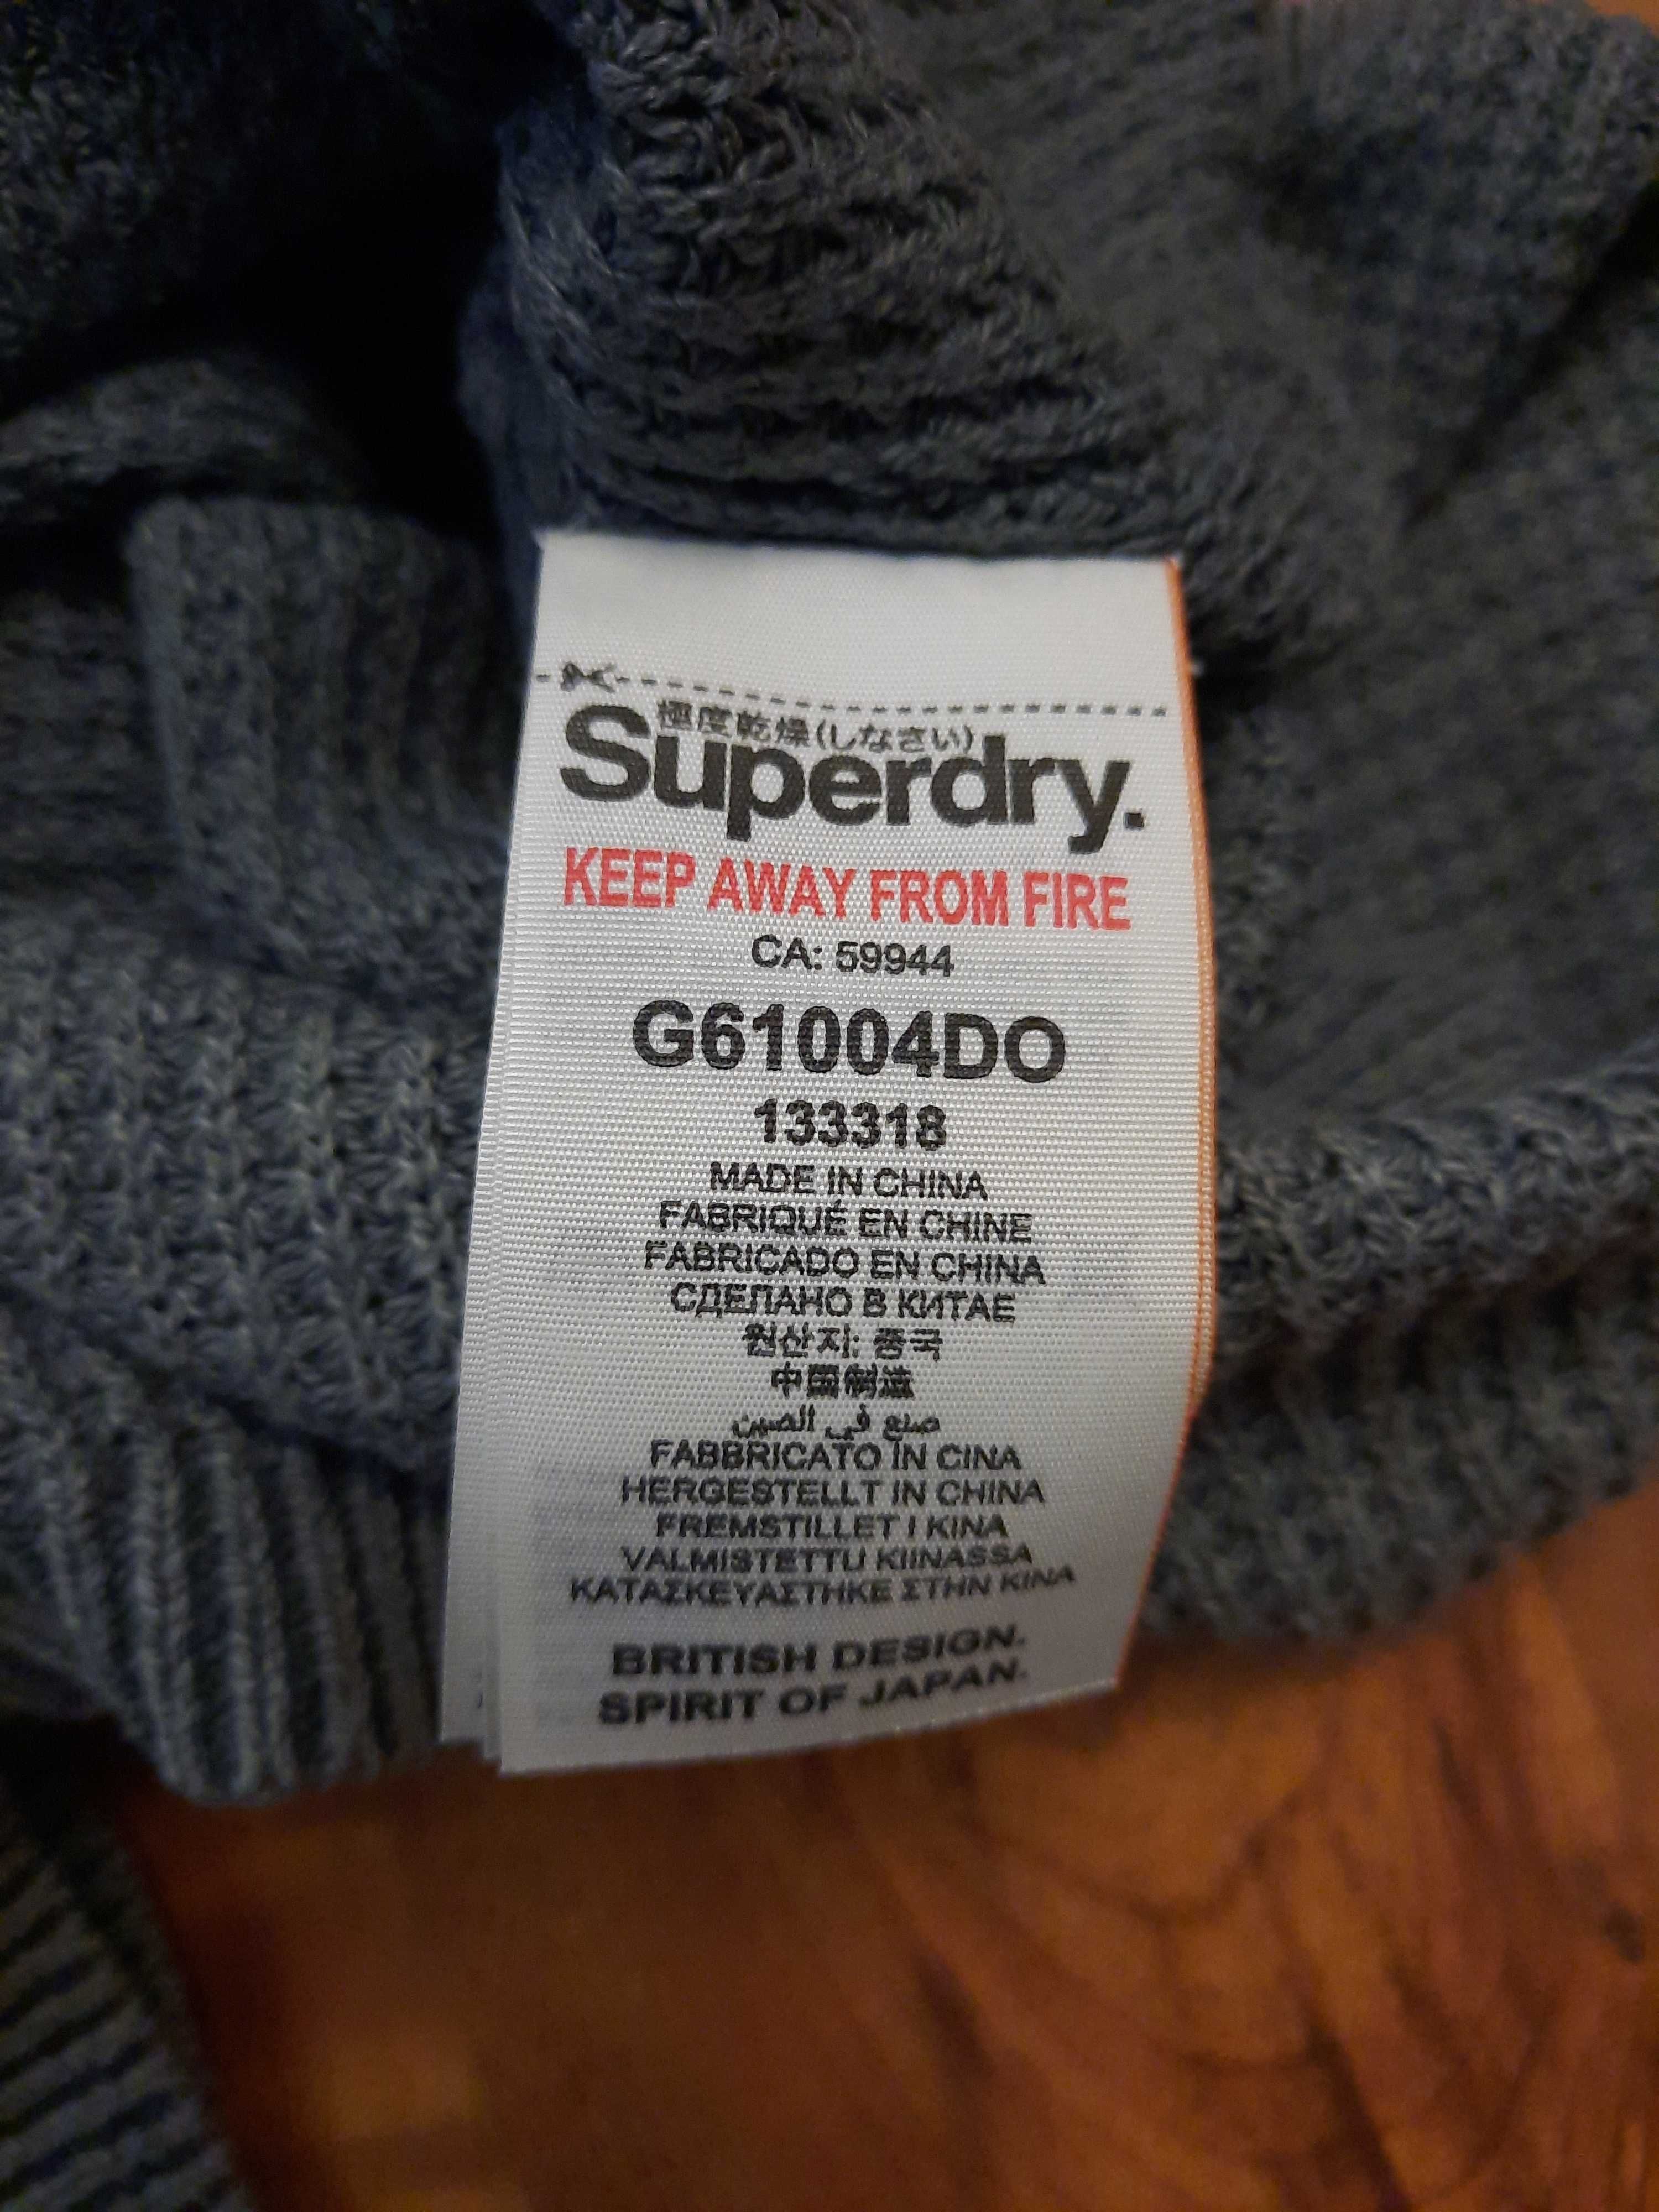 極度乾燥(しなさい)
Superdry.
KEEP AWAY FROM FIRE
CA: 59944
G61004DO
133318
MADE IN CHINA
FABRIQUÉ EN CHINE
FABRICADO EN CHINA
СДЕЛАНО В КИТАЕ
원산지: 중국
中国制造
صنع في الصين
FABBRICATO IN CINA
HERGESTELLT IN CHINA
FREMSTILLET I KINA
VALMISTETTU KIINASSA
ΚΑΤΑΣΚΕΥΑΣΤΗΚΕ ΣΤΗΝ ΚΙΝΑ
BRITISH DESIGN.
SPIRIT OF JAPAN.